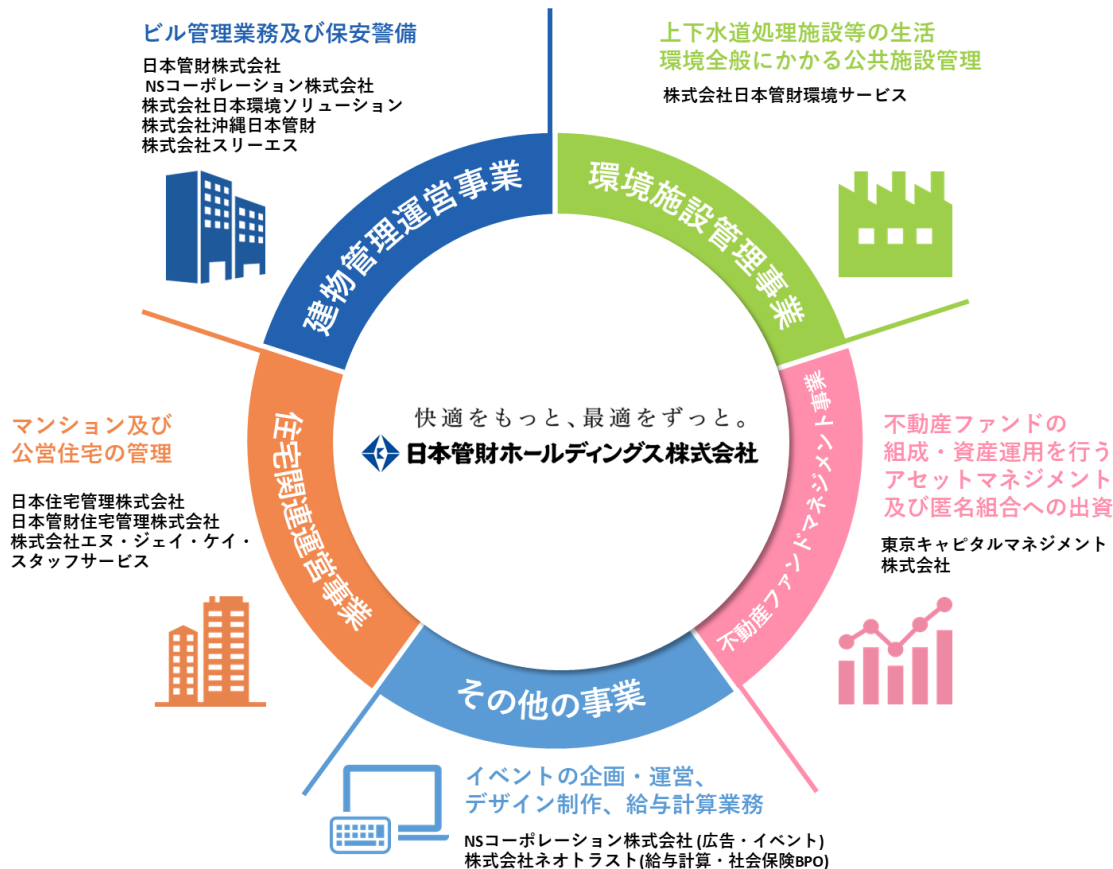 ビル管理業務及び保安警備
日本管財株式会社
NSコーポレーション株式会社
株式会社日本環境ソリューション
株式会社沖縄日本管財
株式会社スリーエス
建物管理運営事業
上下水道処理施設等の生活
環境全般にかかる公共施設管理
株式会社日本管財環境サービス
環境施設管理事業
快適をもっと、最適をずっと。
日本管財ホールディングス株式会社
マンション及び
公営住宅の管理
日本住宅管理株式会社
日本管財住宅管理株式会社
株式会社エヌ・ジェイ・ケイ・
スタッフサービス
住宅関連運営事業
不動産ファンドマネジメント事業
不動産ファンドの
組成・資産運用を行う
アセットマネジメント
及び匿名組合への出資
東京キャピタルマネジメント
株式会社
その他の事業
イベントの企画・運営、
デザイン制作、給与計算業務
NSコーポレーション株式会社 (広告・イベント)
株式会社ネオトラスト(給与計算・社会保険BPO)